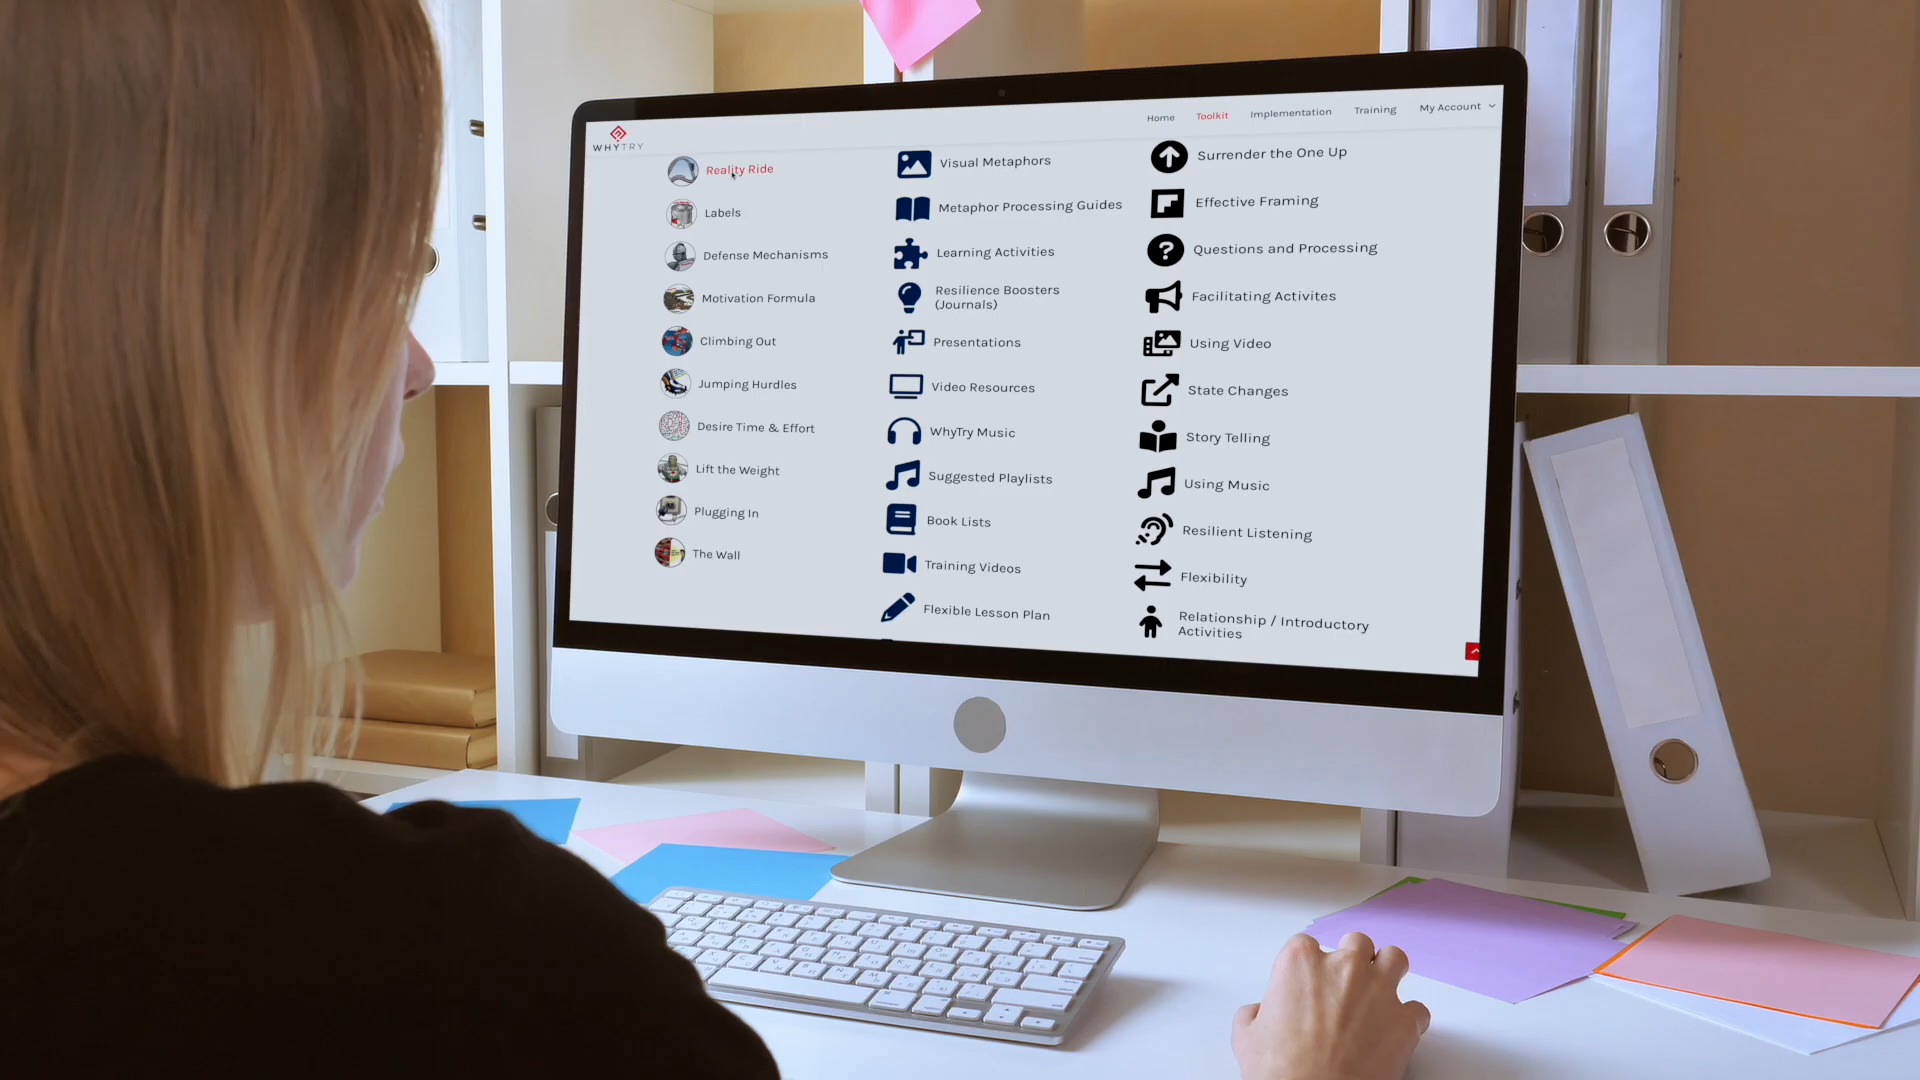 WHYTRY
Home
Toolkit
Implementation
Training
My Account
Reality Ride
Labels
Defense Mechanisms
Motivation Formula
Climbing Out
Jumping Hurdles
Desire Time & Effort
Lift the Weight
Plugging In
The Wall
Visual Metaphors
Metaphor Processing Guides
Learning Activities
Resilience Boosters
(Journals)
Presentations
Video Resources
WhyTry Music
Suggested Playlists
Book Lists
Training Videos
Flexible Lesson Plan
Surrender the One Up
Effective Framing
Questions and Processing
Facilitating Activites
Using Video
State Changes
Story Telling
Using Music
Resilient Listening
Flexibility
Relationship / Introductory
Activities